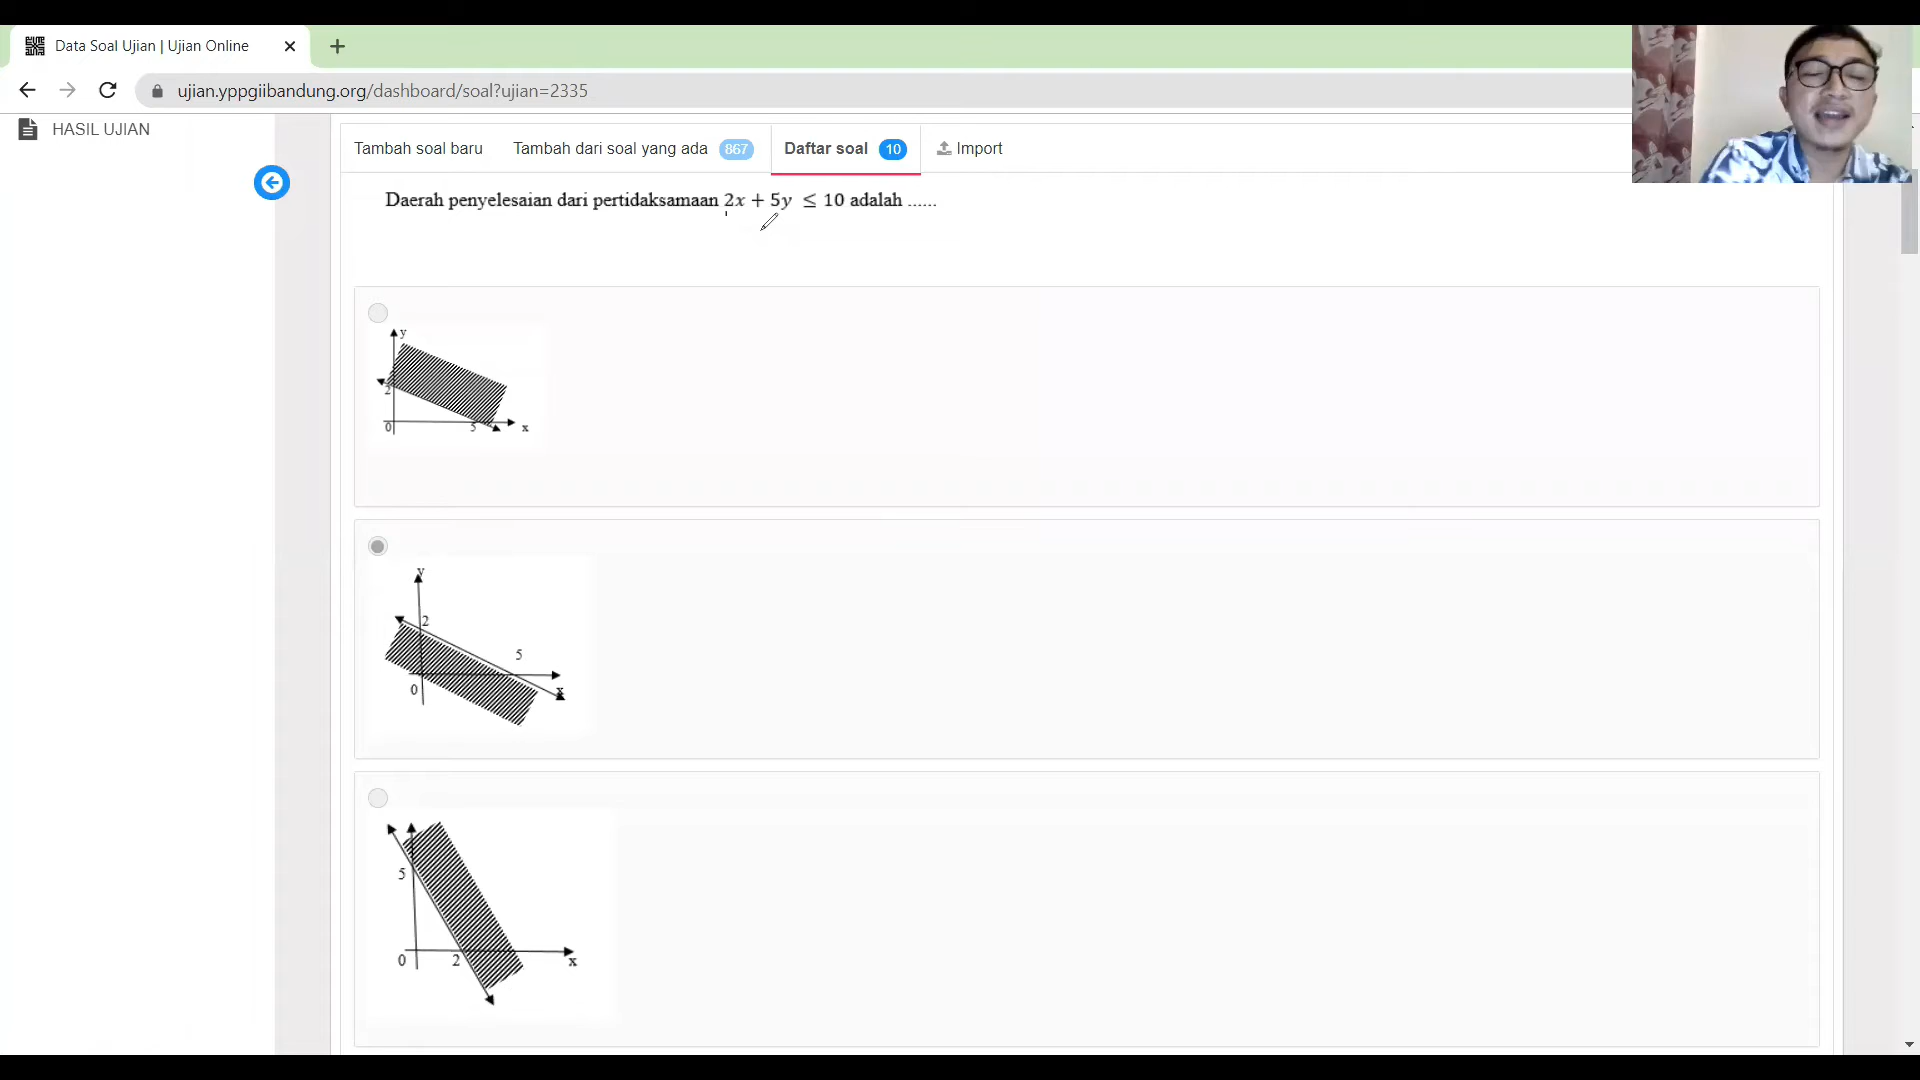 Data Soal Ujian | Ujian Online
ujian.yppgiibandung.org/dashboard/soal?ujian=2335
HASIL UJIAN
Tambah soal baru Tambah dari soal yang ada 867 Daftar soal 10 Import
Daerah penyelesaian dari pertidaksamaan 2x + 5y ≤ 10 adalah ......
y
2
0 5 x
y
2
5
0 x
5
0 2 x